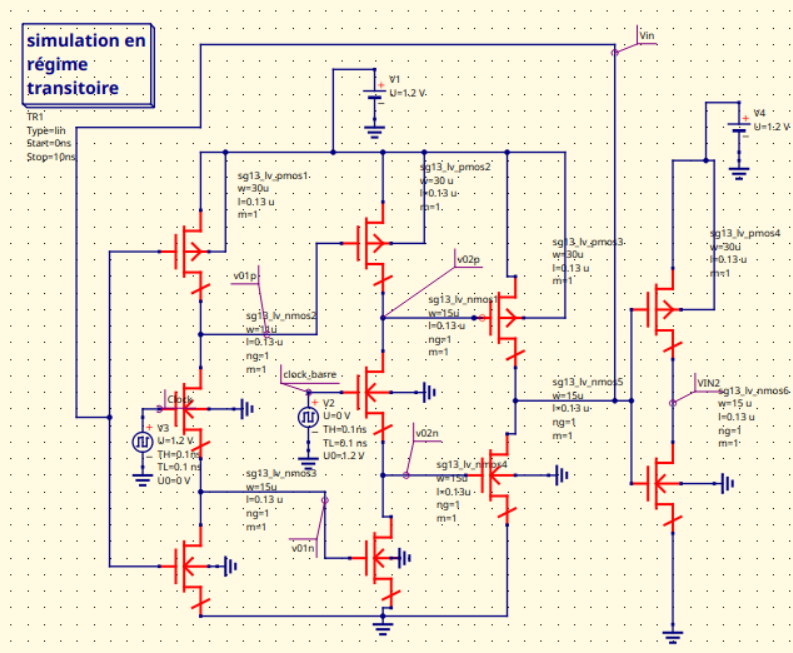 simulation en
régime
transitoire
TR1
Type=lin
Start=0ns
Stop=10ns
Vin
V1
U=1.2 V
V4
U=1.2 V
sg13_lv_pmos1
w=30u
l=0.13 u
m=1
sg13_lv_pmos2
w=30 u
l=0.13 u
m=1
sg13_lv_pmos3
w=30u
l=0.13 u
m=1
sg13_lv_pmos4
w=30u
l=0.13 u
m=1
v01p
v02p
sg13_lv_nmos2
l=0.13 u
ng=1
m=1
sg13_lv_nmos1
w=15u
l=0.13 u
ng=1
m=1
clock_barre
Clock
V3
U=1.2 V
TH=0.1ns
TL=0.1 ns
U0=0 V
V2
U=0 V
TH=0.1ns
TL=0.1 ns
U0=1.2 V
sg13_lv_nmos5
w=15u
l=0.13 u
ng=1
m=1
VIN2
sg13_lv_nmos6
w=15 u
l=0.13 u
ng=1
m=1
v02n
sg13_lv_nmos3
w=15u
l=0.13 u
ng=1
m=1
sg13_lv_nmos4
w=15u
l=0.13u
ng=1
m=1
v01n